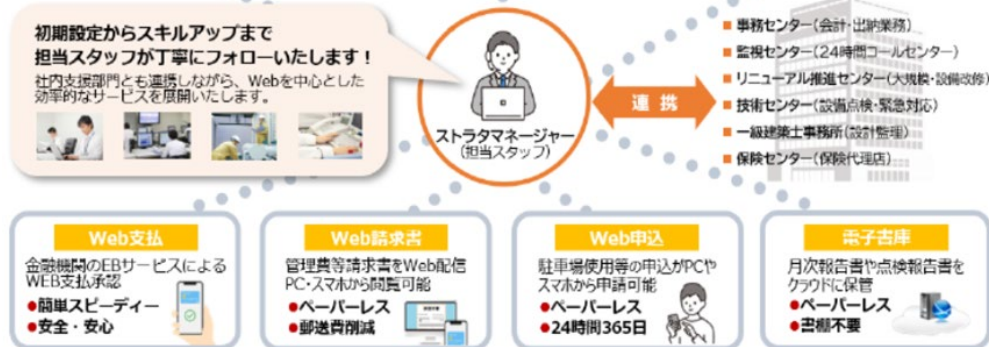 初期設定からスキルアップまで
担当スタッフが丁寧にフォローいたします！
社内支援部門とも連携しながら、Webを中心とした
効率的なサービスを展開いたします。
ストラタマネージャー
（担当スタッフ）
連携
■事務センター（会計・出納業務）
■監視センター（24時間コールセンター）
■リニューアル推進センター（大規模・設備改修）
■技術センター（設備点検・緊急対応）
■一級建築士事務所（設計監理）
■保険センター（保険代理店）
Web支払
金融機関のEBサービスによる
WEB支払承認
●簡単スピーディー
●安全・安心
Web請求書
管理費等請求書をWeb配信
PC・スマホから閲覧可能
●ペーパーレス
●郵送費削減
Web申込
駐車場使用等の申込がPCや
スマホから申請可能
●ペーパーレス
●24時間365日
電子書庫
月次報告書や点検報告書を
クラウドに保管
●ペーパーレス
●書棚不要